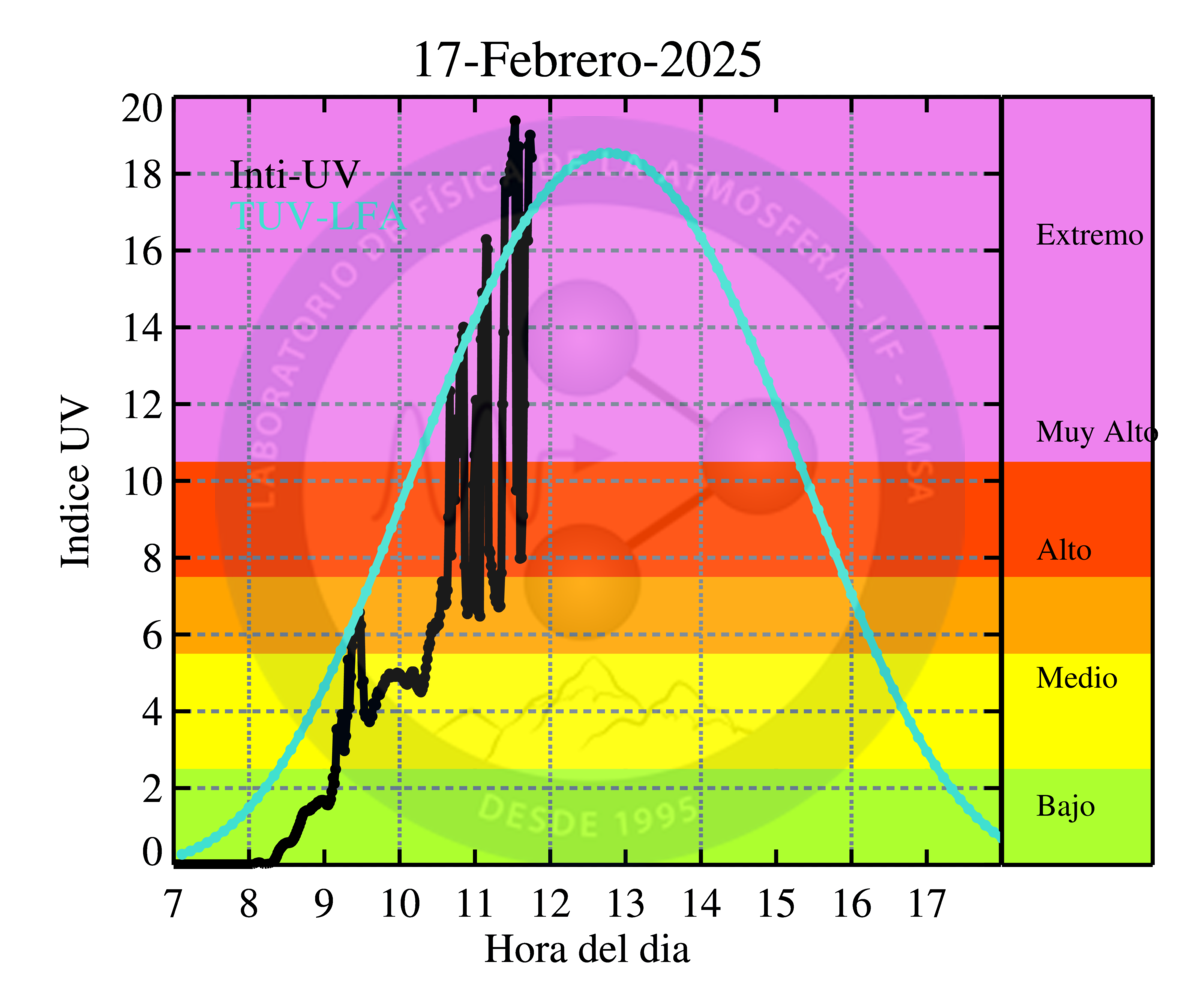 17-Febrero-2025
Inti-UV
TUV-LFA
LABORATORIO DE FÍSICA DE LA ATMÓSFERA - IIF - UMSA
DESDE 1995
Indice UV
20
18
16
14
12
10
8
6
4
2
0
Extremo
Muy Alto
Alto
Medio
Bajo
7 8 9 10 11 12 13 14 15 16 17
Hora del dia